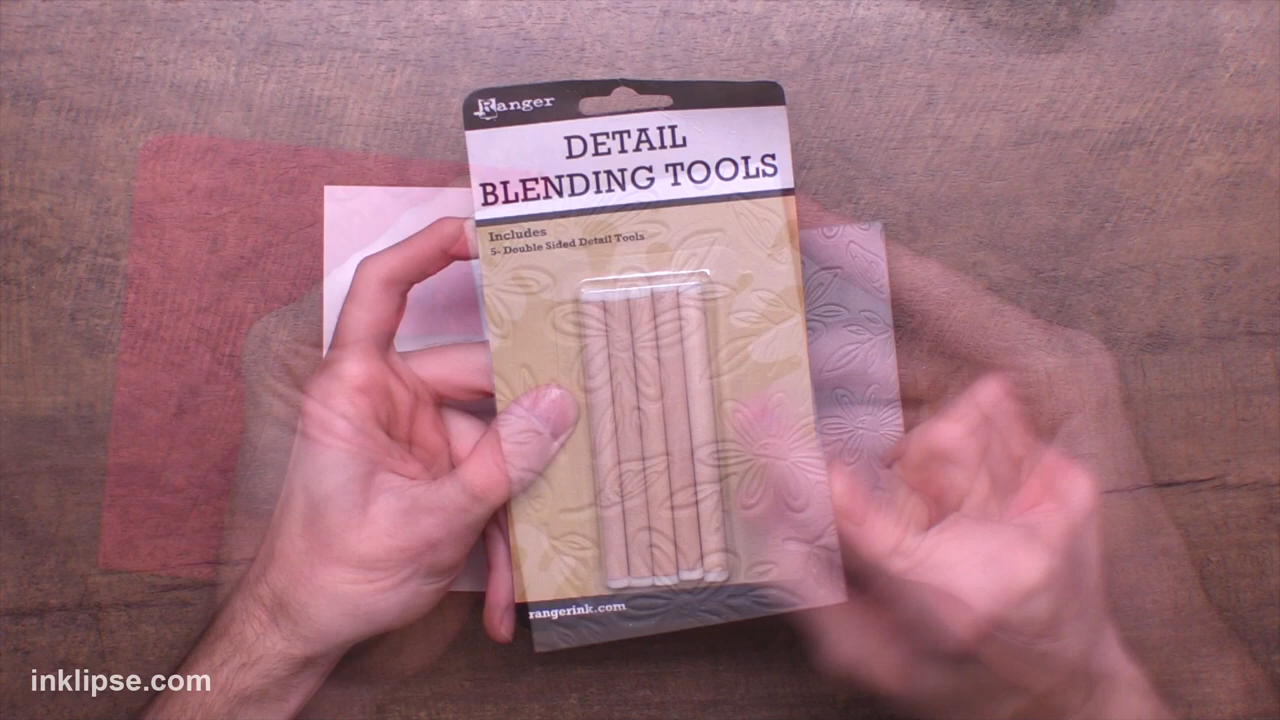 Ranger
DETAIL
BLENDING TOOLS
Includes
5- Double Sided Detail Tools
rangerink.com
inklipse.com